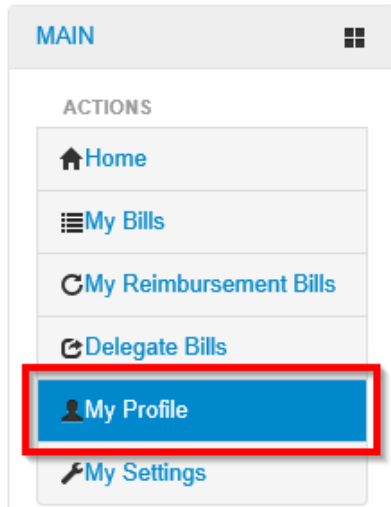 MAIN
ACTIONS
Home
My Bills
My Reimbursement Bills
Delegate Bills
My Profile
My Settings